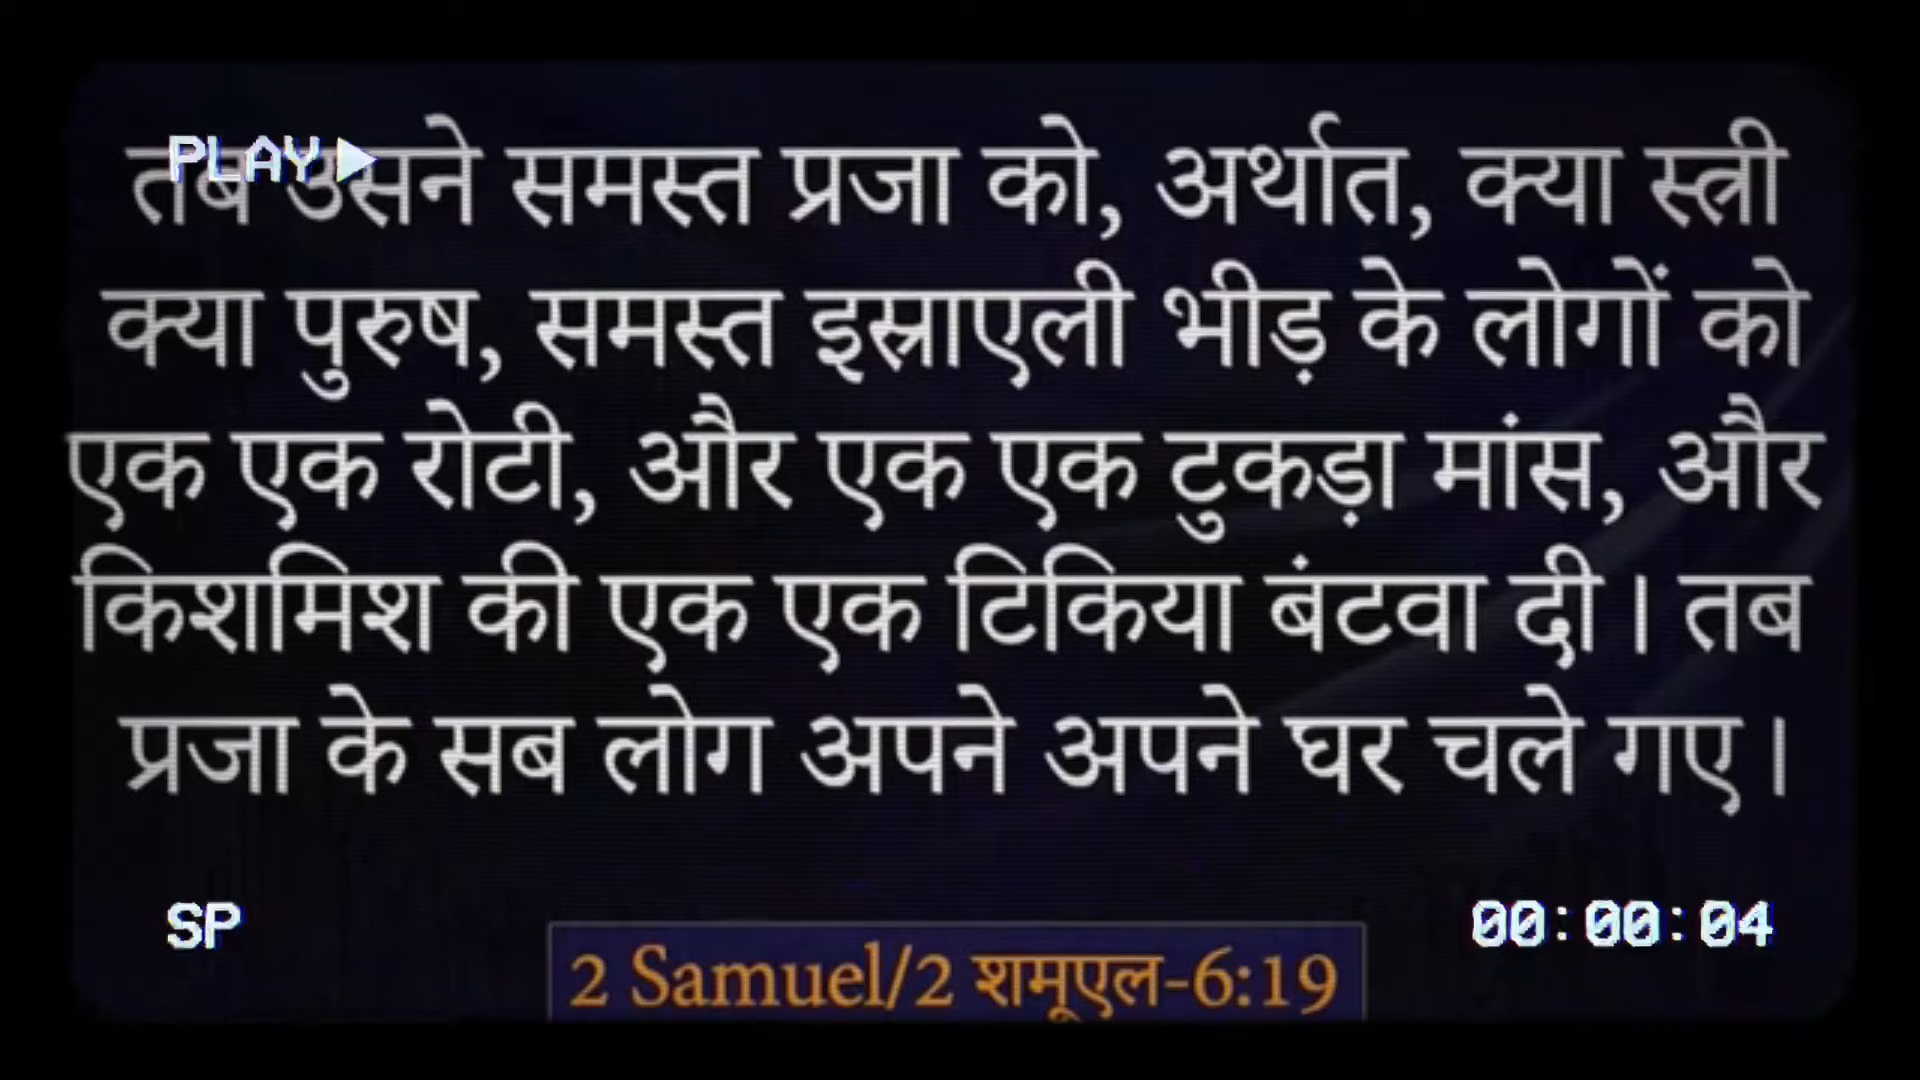 PLAY
तब उसने समस्त प्रजा को, अर्थात, क्या स्त्री
क्या पुरुष, समस्त इस्राएली भीड़ के लोगों को
एक एक रोटी, और एक एक टुकड़ा मांस, और
किशमिश की एक एक टिकिया बंटवा दी। तब
प्रजा के सब लोग अपने अपने घर चले गए।
SP
00:00:04
2 Samuel/2 शमूएल-6:19